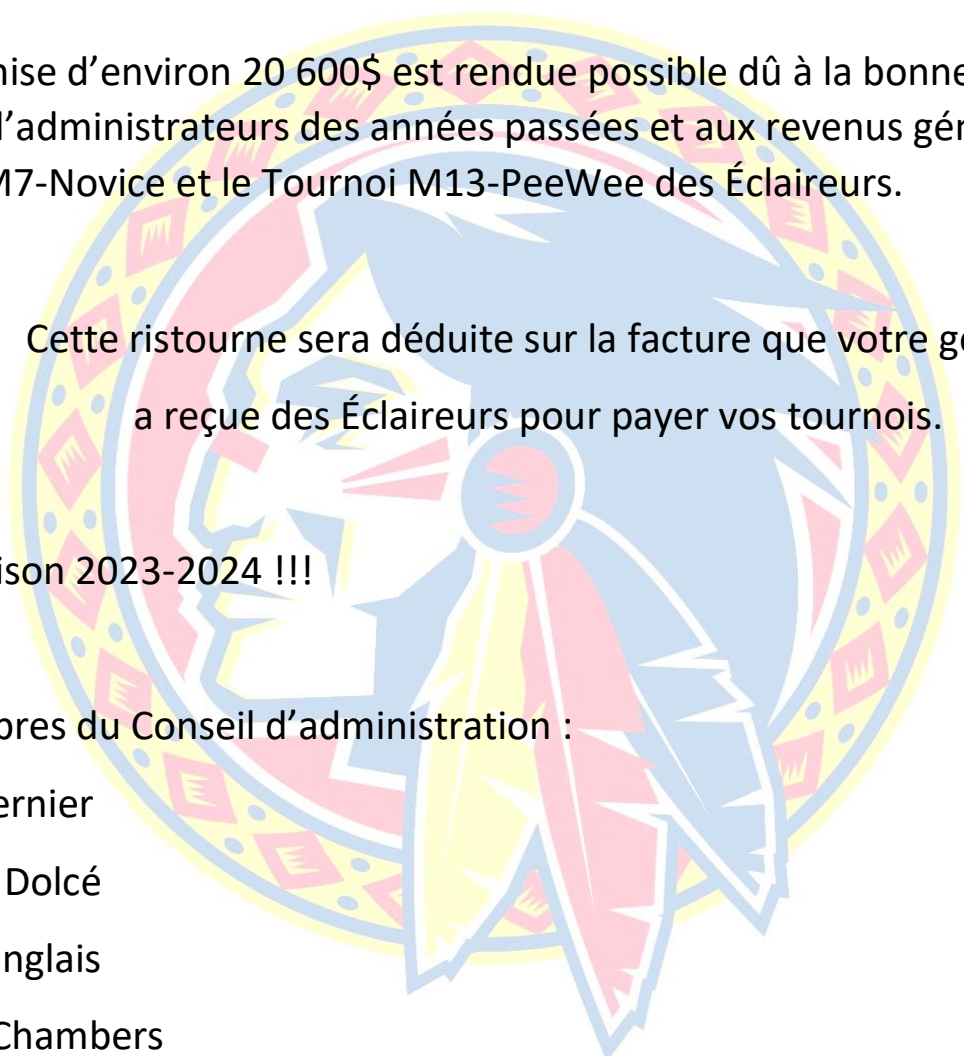 mise d'environ 20 600$ est rendue possible dû à la bonne
d'administrateurs des années passées et aux revenus gé
M7-Novice et le Tournoi M13-PeeWee des Éclaireurs.
Cette ristourne sera déduite sur la facture que votre g
a reçue des Éclaireurs pour payer vos tournois.
ison 2023-2024 !!!
bres du Conseil d'administration :
ernier
Dolcé
nglais
Chambers